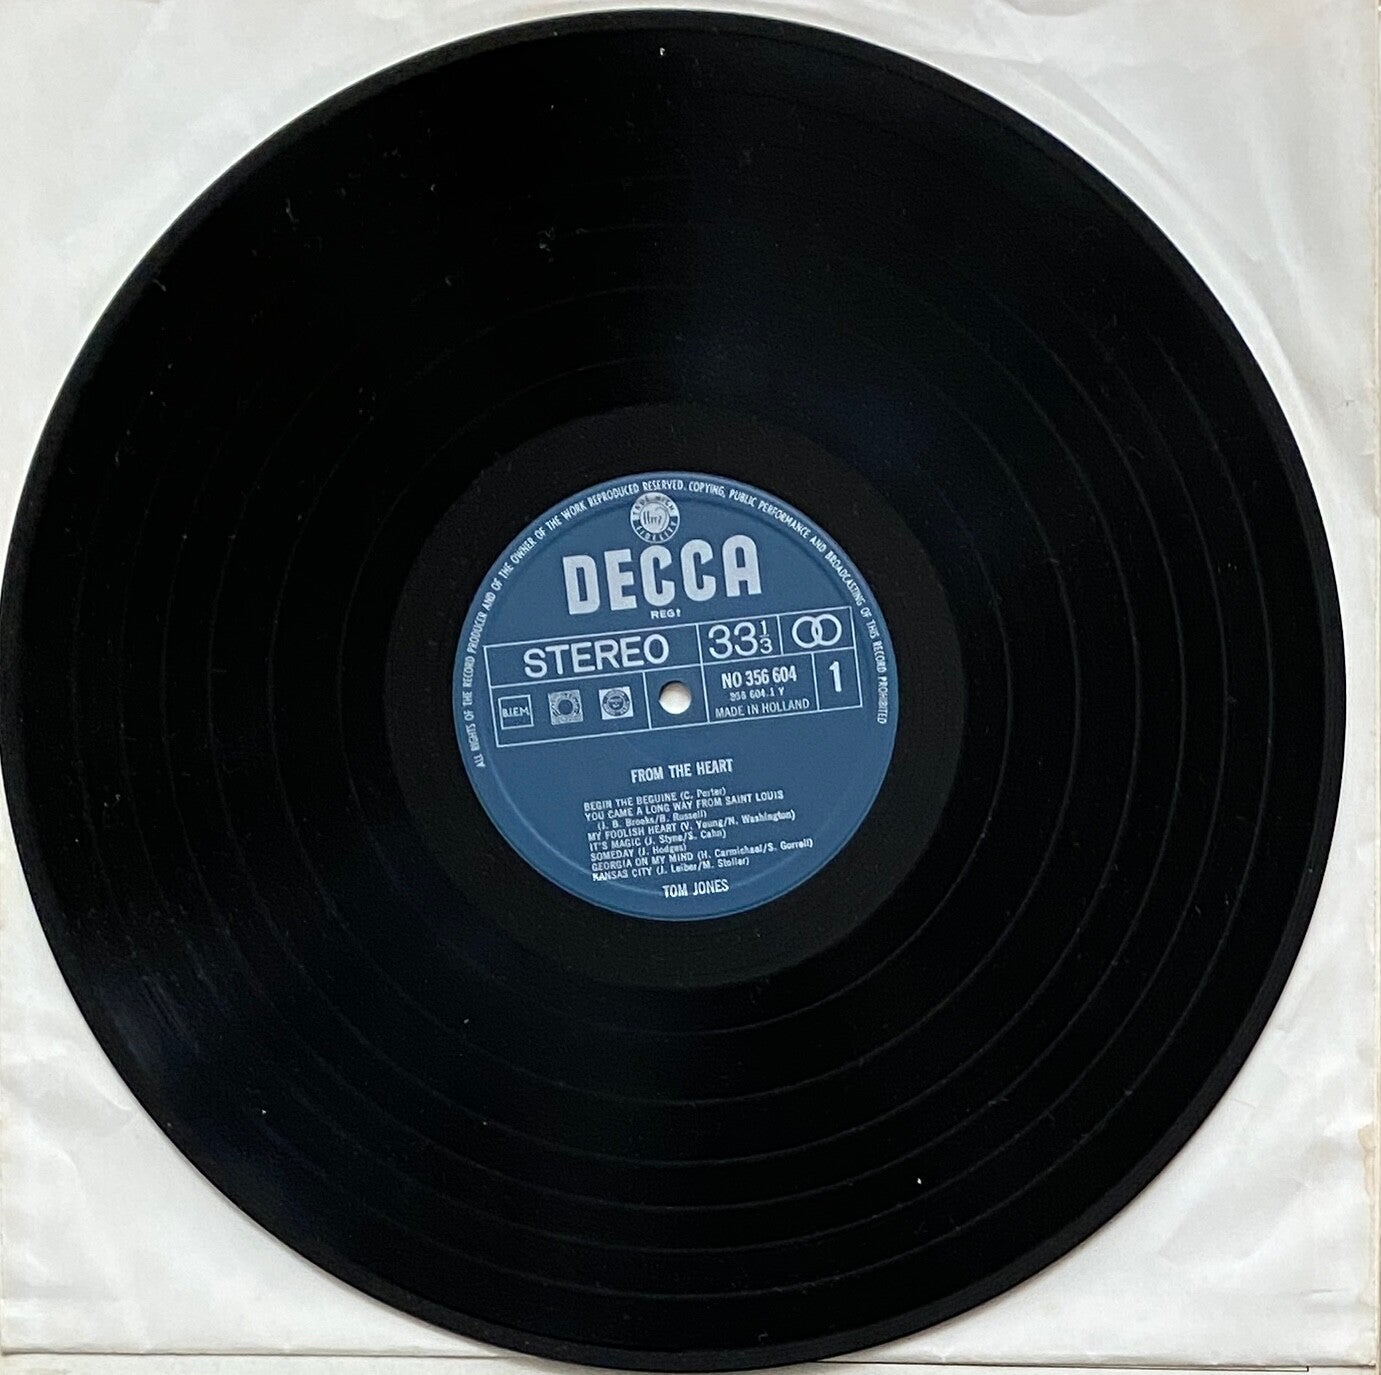 ALL RIGHTS OF THE RECORD PRODUCER AND OF THE OWNER OF THE WORK REPRODUCED RESERVED. COPYING, PUBLIC PERFORMANCE AND BROADCASTING OF THIS RECORD PROHIBITED
DECCA
REGᵈ
STEREO
33⅓
B.I.E.M.
NO 356 604
356 604.1 Y
MADE IN HOLLAND
1
FROM THE HEART
BEGIN THE BEGUINE (C. Porter)
YOU CAME A LONG WAY FROM SAINT LOUIS
(J. B. Brooks/B. Russell)
MY FOOLISH HEART (V. Young/N. Washington)
IT'S MAGIC (J. Styne/S. Cahn)
SOMEDAY (J. Hodges)
GEORGIA ON MY MIND (H. Carmichael/S. Gorrell)
KANSAS CITY (J. Leiber/M. Stoller)
TOM JONES